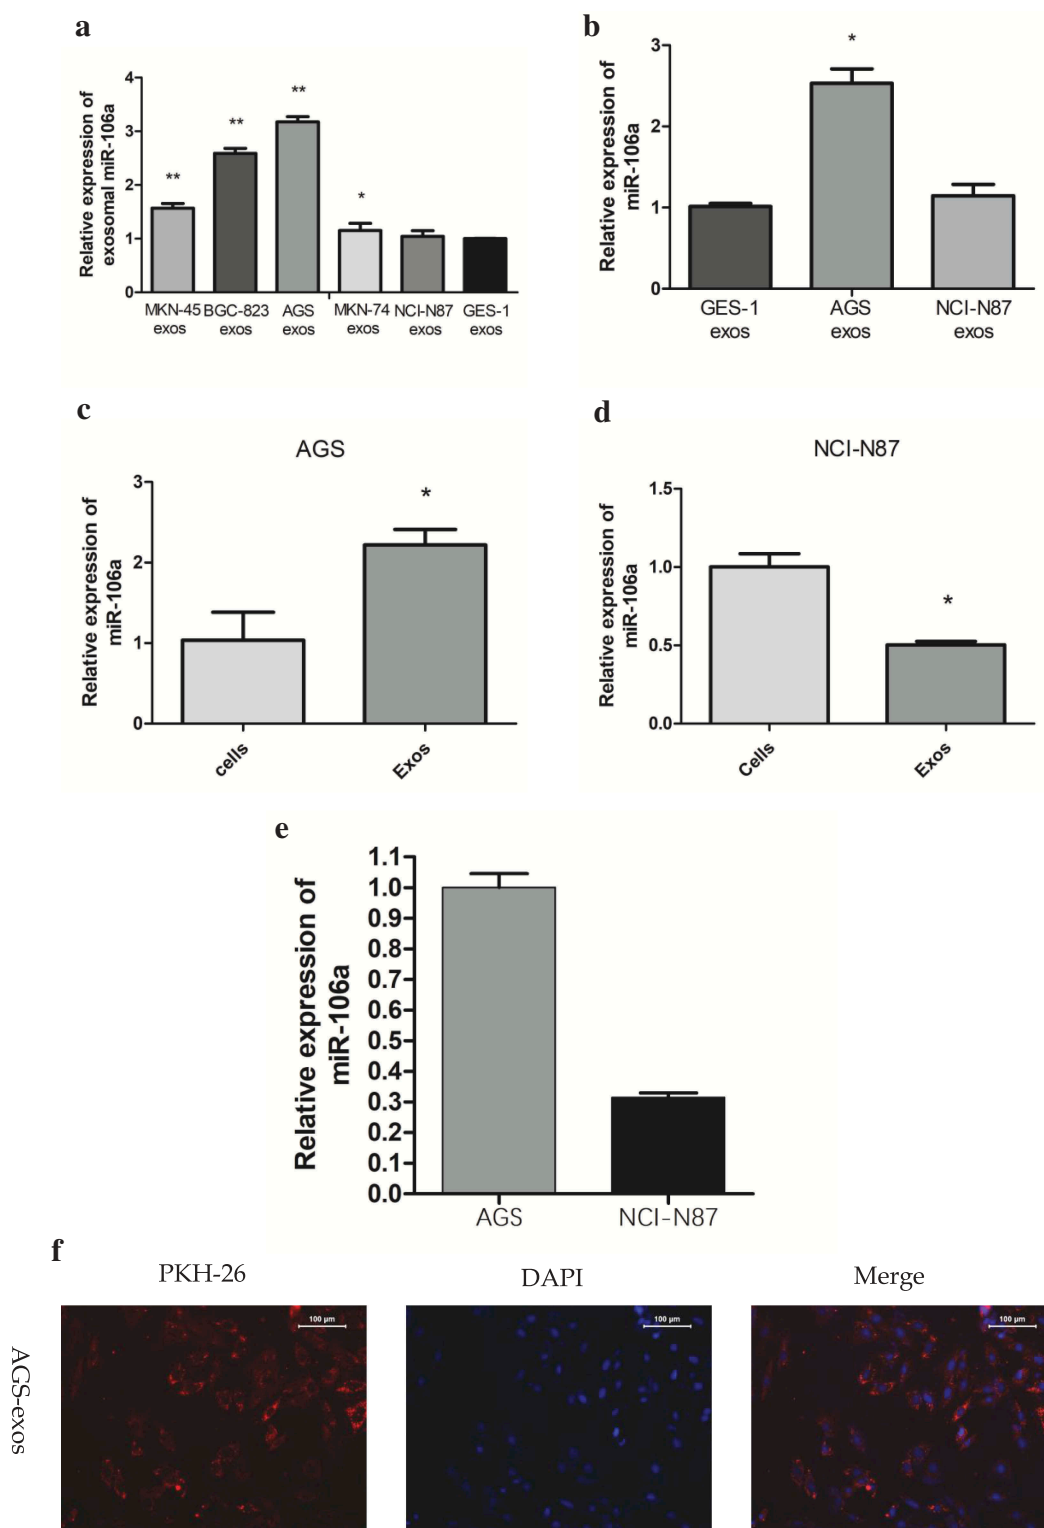 a
Relative expression of
exosomal miR-106a
4
3
2
1
0
**
**
**
*
MKN-45 BGC-823 AGS MKN-74 NCI-N87 GES-1
exos exos exos exos exos exos
b
Relative expression of
miR-106a
3
2
1
0
*
GES-1 AGS NCI-N87
exos exos exos
c
AGS
Relative expression of
miR-106a
3
2
1
0
*
cells Exos
d
NCI-N87
Relative expression of
miR-106a
1.5
1.0
0.5
0.0
*
Cells Exos
e
Relative expression of
miR-106a
1.1
1.0
0.9
0.8
0.7
0.6
0.5
0.4
0.3
0.2
0.1
0.0
AGS NCI-N87
f
PKH-26 DAPI Merge
AGS-exos
100 μm 100 μm 100 μm